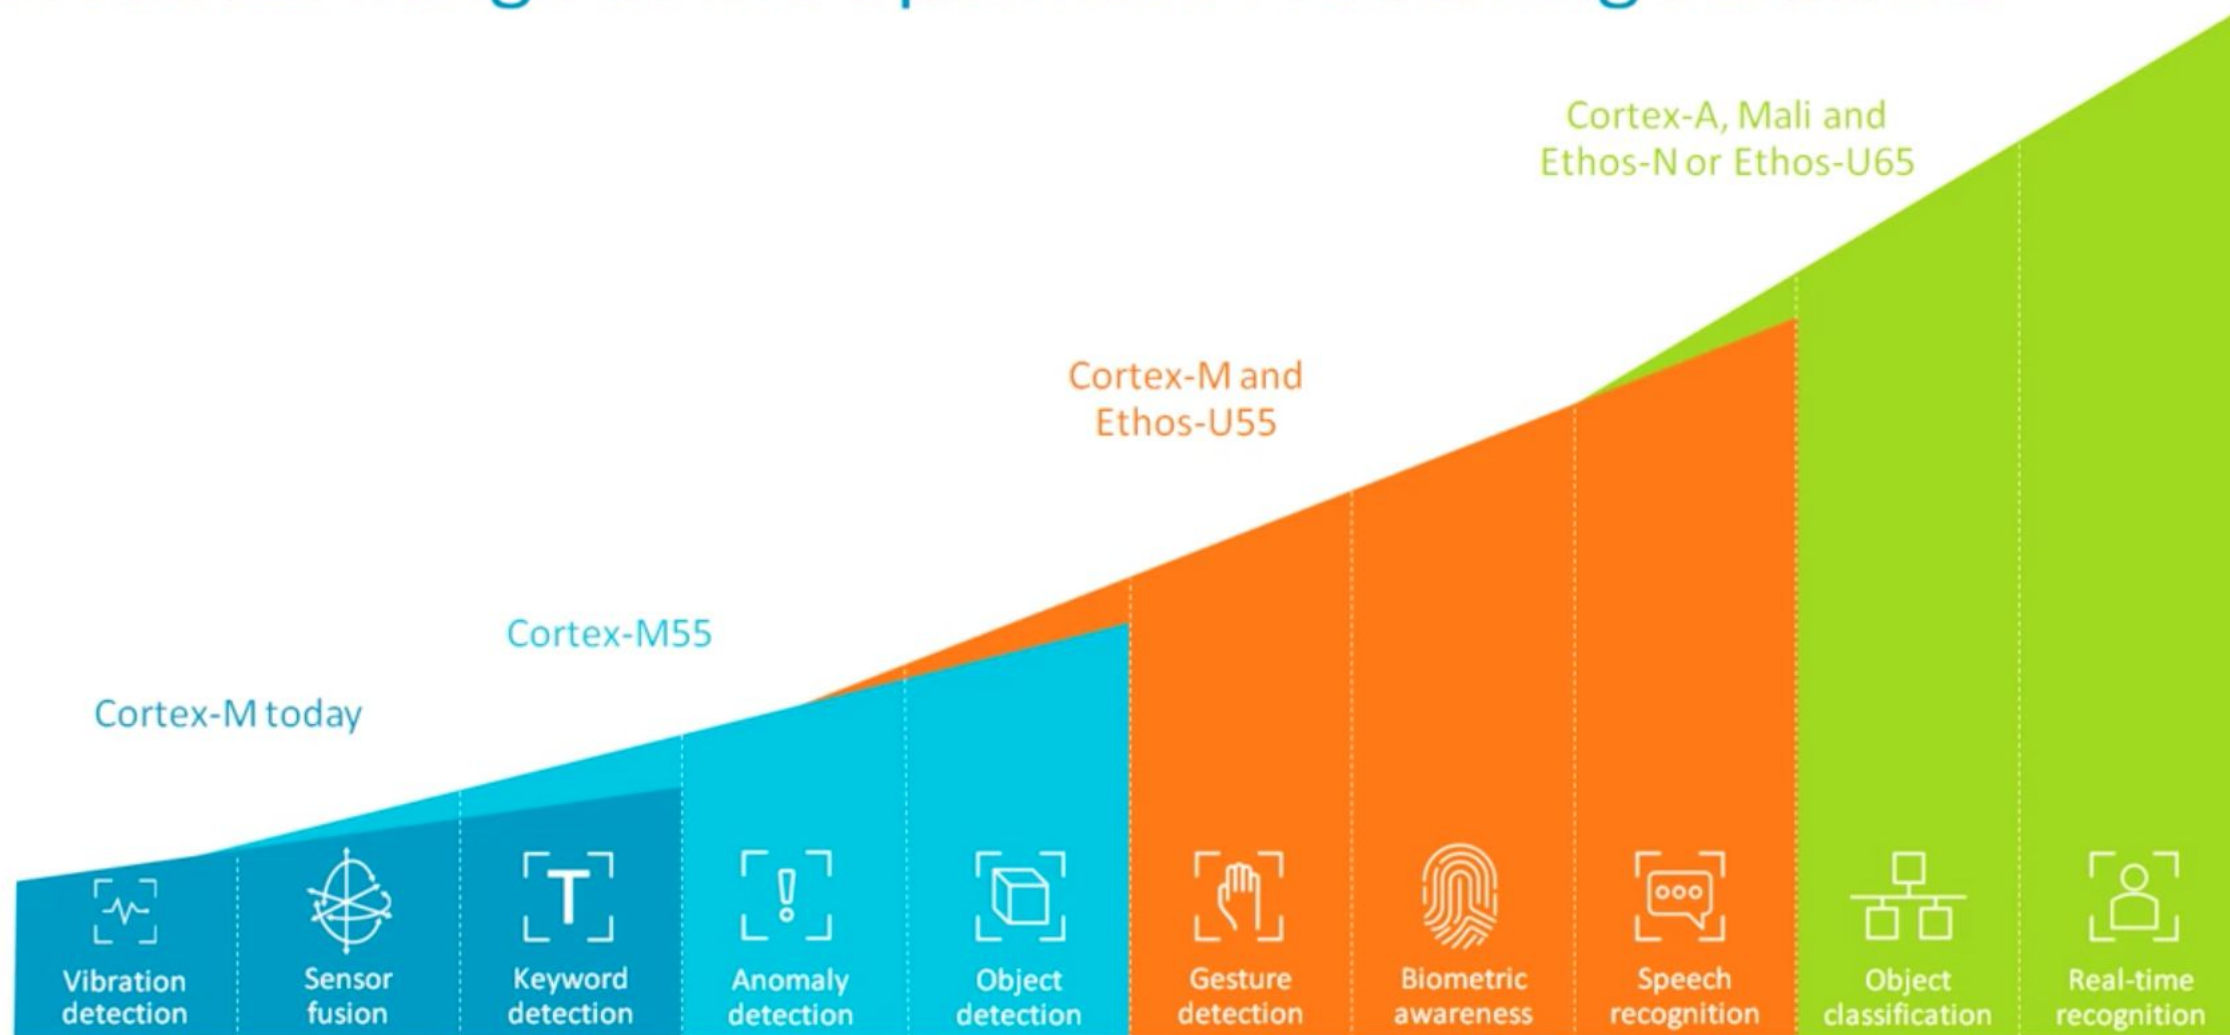 Cortex-A, Mali and
Ethos-N or Ethos-U65
Cortex-M and
Ethos-U55
Cortex-M55
Cortex-M today
T
Vibration
detection
Sensor
fusion
Keyword
detection
Anomaly
detection
Object
detection
Gesture
detection
Biometric
awareness
Speech
recognition
Object
classification
Real-time
recognition